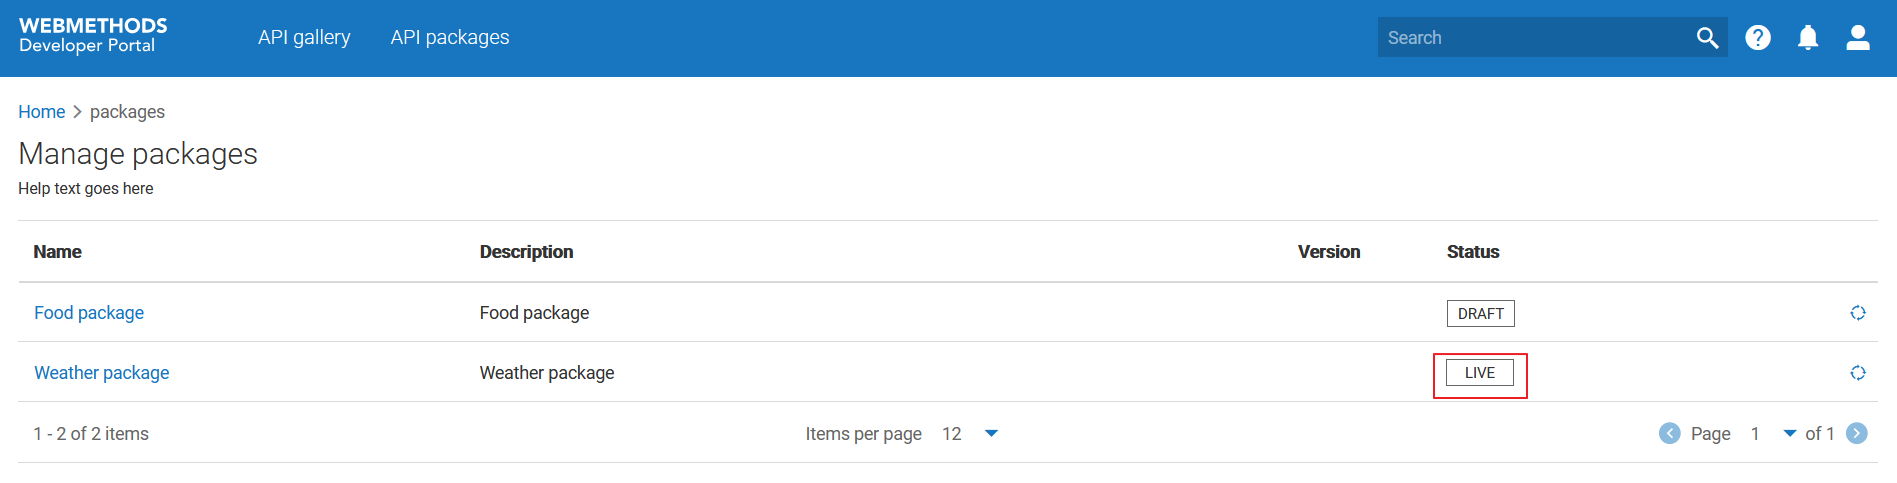 WEBMETHODS
Developer Portal
API gallery
API packages
Search
Home > packages
Manage packages
Help text goes here
Name Description Version Status
Food package Food package DRAFT
Weather package Weather package LIVE
1 - 2 of 2 items Items per page 12 Page 1 of 1